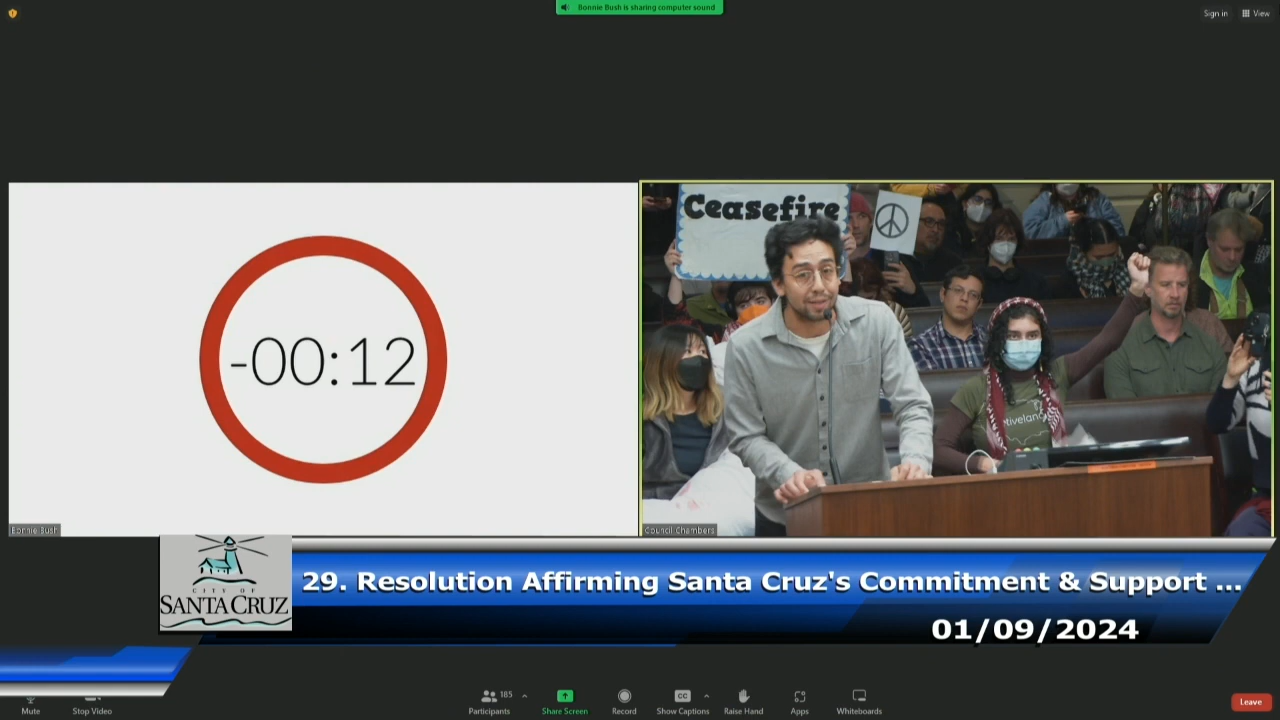 Bonnie Bush is sharing computer sound
Sign in
View
-00:12
Ceasefire
Bonnie Bush
Council Chambers
CITY OF
SANTA CRUZ
29. Resolution Affirming Santa Cruz's Commitment & Support ...
01/09/2024
Mute
Stop Video
185
Participants
Share Screen
CC
Record
Show Captions
Raise Hand
Apps
Whiteboards
Leave